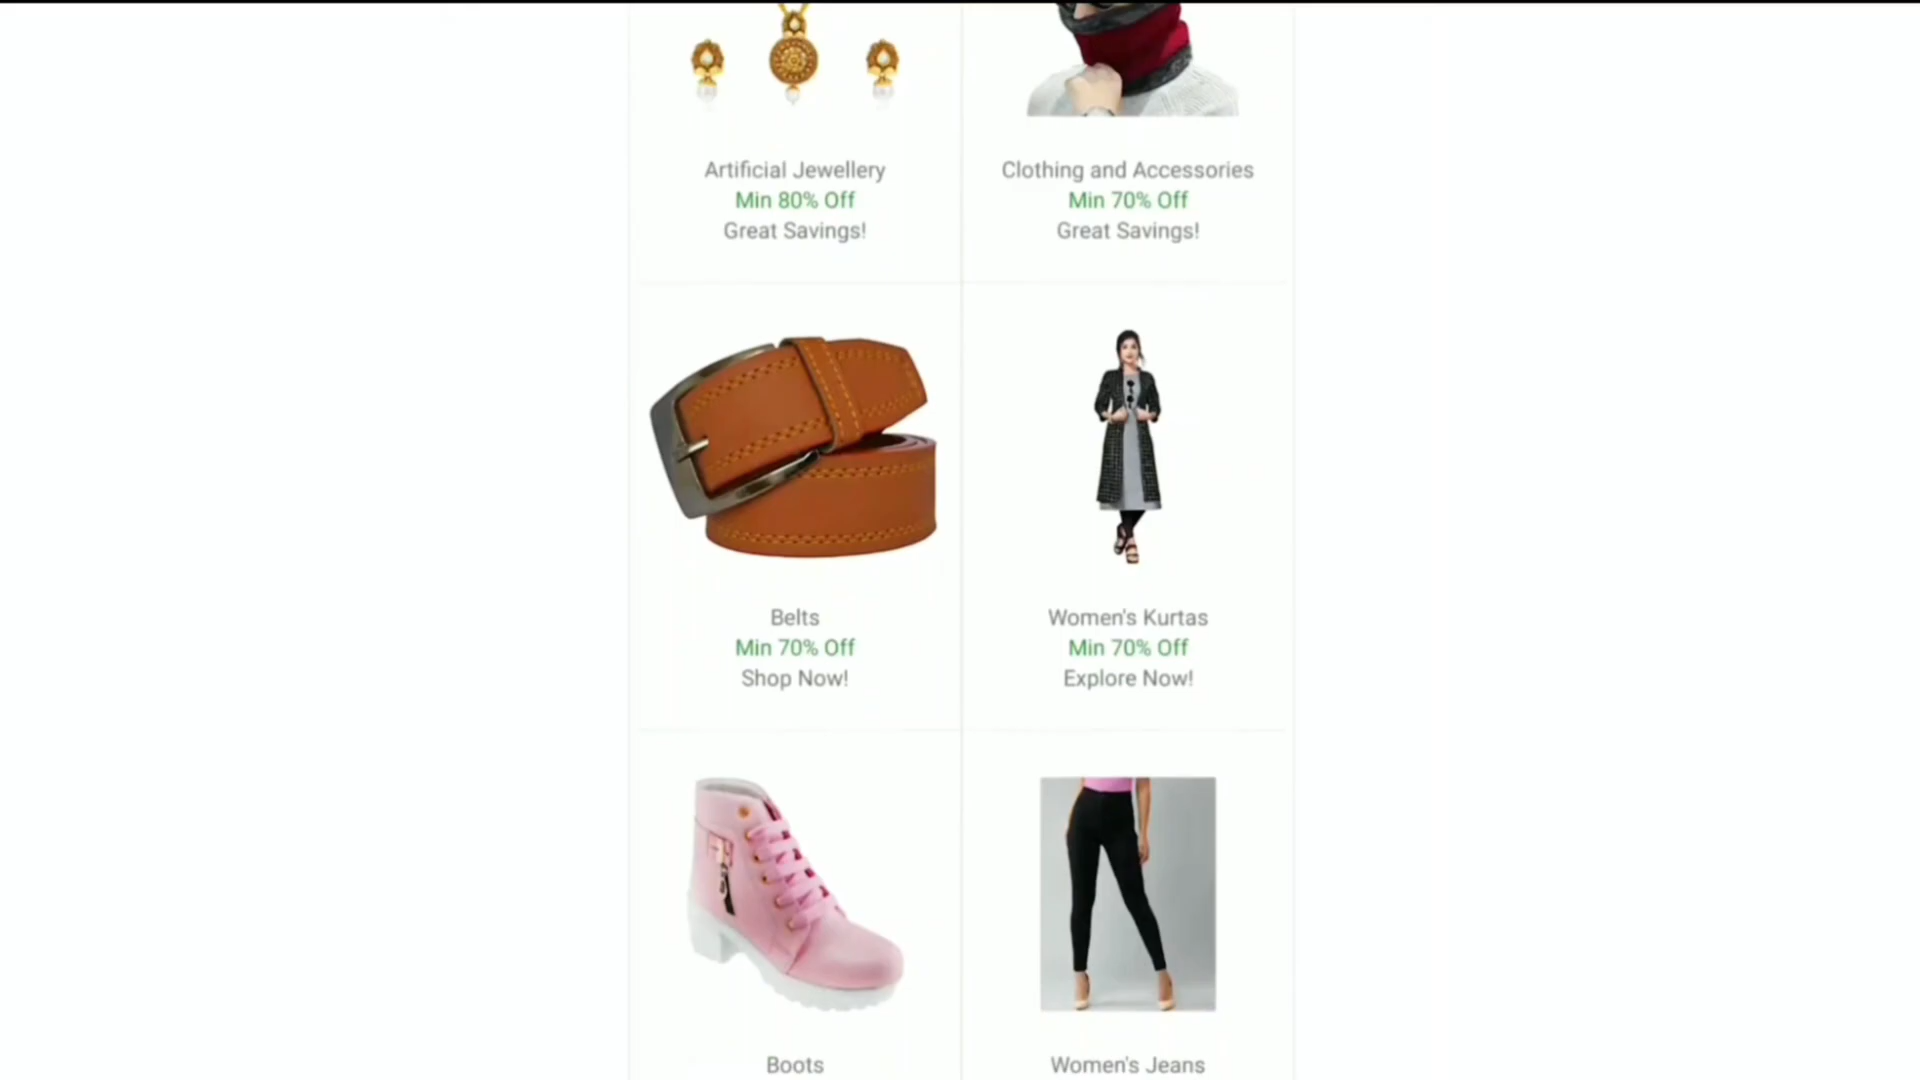 Artificial Jewellery
Min 80% Off
Great Savings!
Clothing and Accessories
Min 70% Off
Great Savings!
Belts
Min 70% Off
Shop Now!
Women's Kurtas
Min 70% Off
Explore Now!
Boots
Women's Jeans